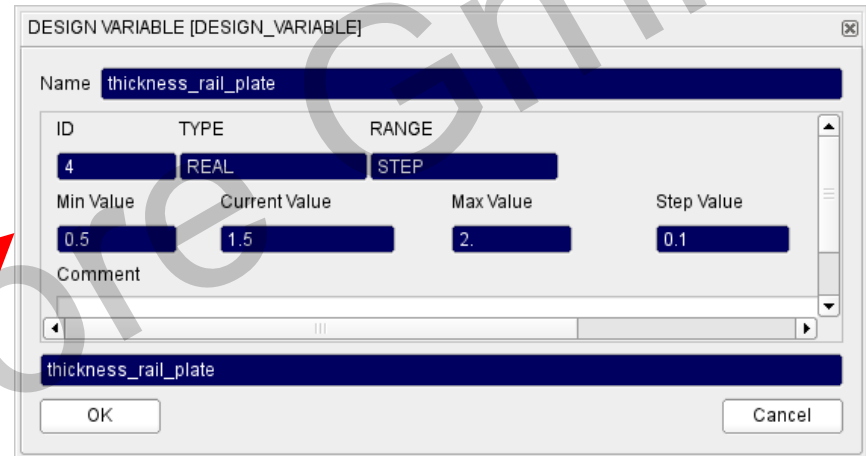 DESIGN VARIABLE [DESIGN_VARIABLE]
Name thickness_rail_plate
ID TYPE RANGE
4 REAL STEP
Min Value Current Value Max Value Step Value
0.5 1.5 2. 0.1
Comment
thickness_rail_plate
OK Cancel